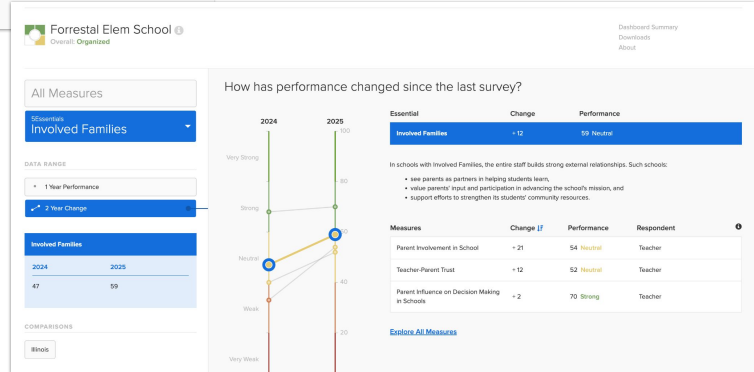 Forrestal Elem School
Overall: Organized
Dashboard Summary
Downloads
About
All Measures
5Essentials
Involved Families
DATA RANGE
1 Year Performance
2 Year Change
Involved Families
2024 2025
47 59
COMPARISONS
Illinois
How has performance changed since the last survey?
2024 2025
100
Very Strong
80
Strong
60
Neutral
40
Weak
20
Very Weak
Essential Change Performance
Involved Families + 12 59 Neutral
In schools with Involved Families, the entire staff builds strong external relationships. Such schools:
• see parents as partners in helping students learn,
• value parents' input and participation in advancing the school's mission, and
• support efforts to strengthen its students' community resources.
Measures Change Performance Respondent
Parent Involvement in School + 21 54 Neutral Teacher
Teacher-Parent Trust + 12 52 Neutral Teacher
Parent Influence on Decision Making
in Schools + 2 70 Strong Teacher
Explore All Measures